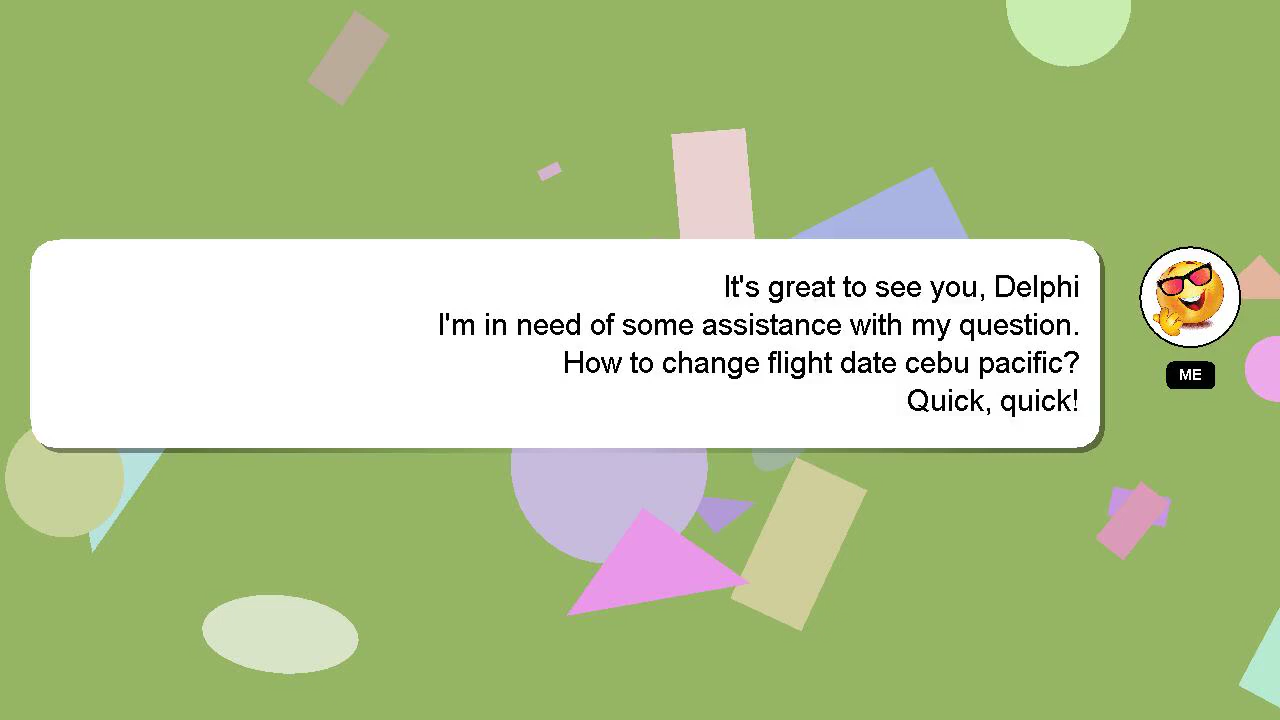 It's great to see you, Delphi
I'm in need of some assistance with my question.
How to change flight date cebu pacific?
Quick, quick!
ME